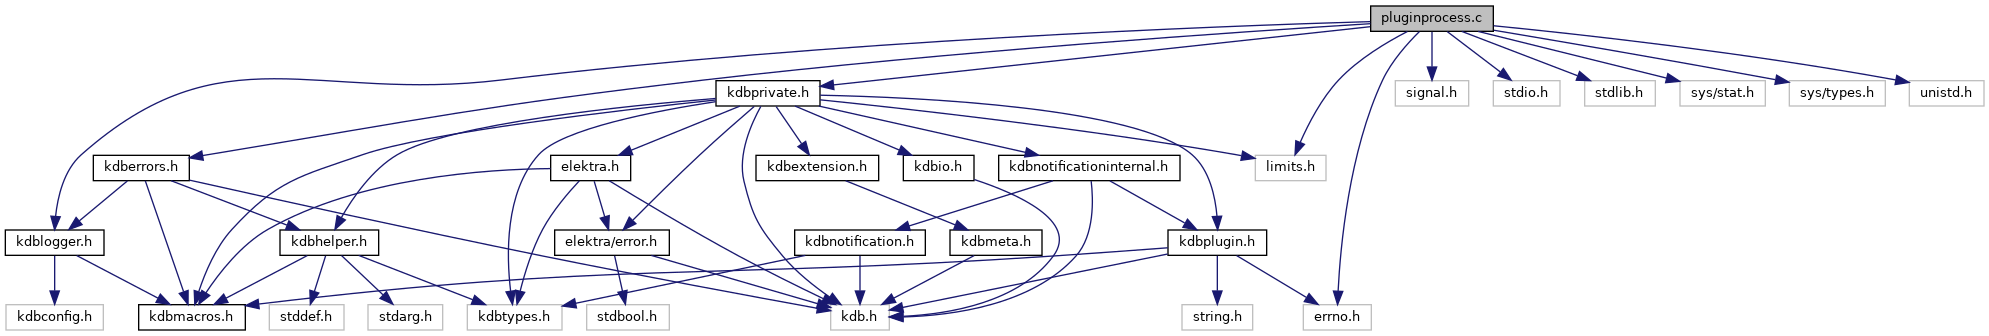 pluginprocess.c
kdbprivate.h
signal.h
stdio.h
stdlib.h
sys/stat.h
sys/types.h
unistd.h
kdberrors.h
elektra.h
kdbextension.h
kdbio.h
kdbnotificationinternal.h
limits.h
kdblogger.h
kdbhelper.h
elektra/error.h
kdbnotification.h
kdbmeta.h
kdbplugin.h
kdbconfig.h
kdbmacros.h
stddef.h
stdarg.h
kdbtypes.h
stdbool.h
kdb.h
string.h
errno.h